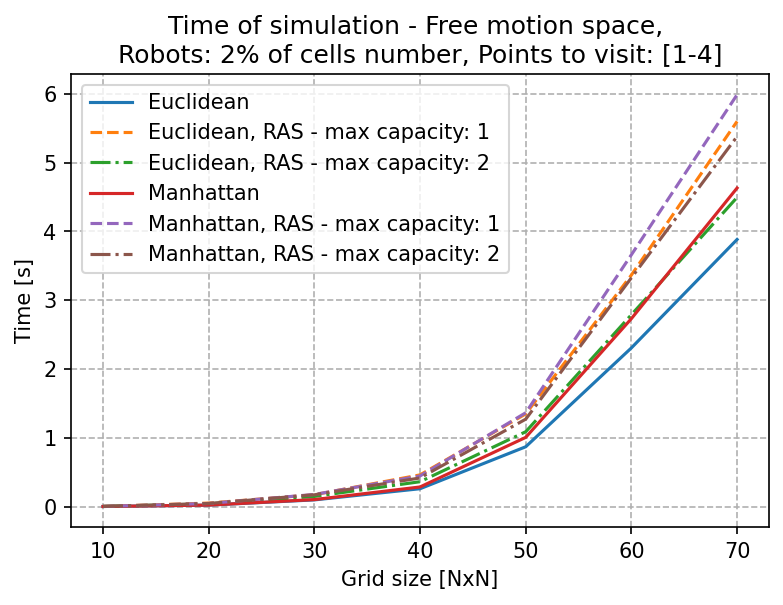 Time of simulation - Free motion space,
Robots: 2% of cells number, Points to visit: [1-4]
Euclidean
Euclidean, RAS - max capacity: 1
Euclidean, RAS - max capacity: 2
Manhattan
Manhattan, RAS - max capacity: 1
Manhattan, RAS - max capacity: 2
Time [s]
6
5
4
3
2
1
0
10 20 30 40 50 60 70
Grid size [NxN]